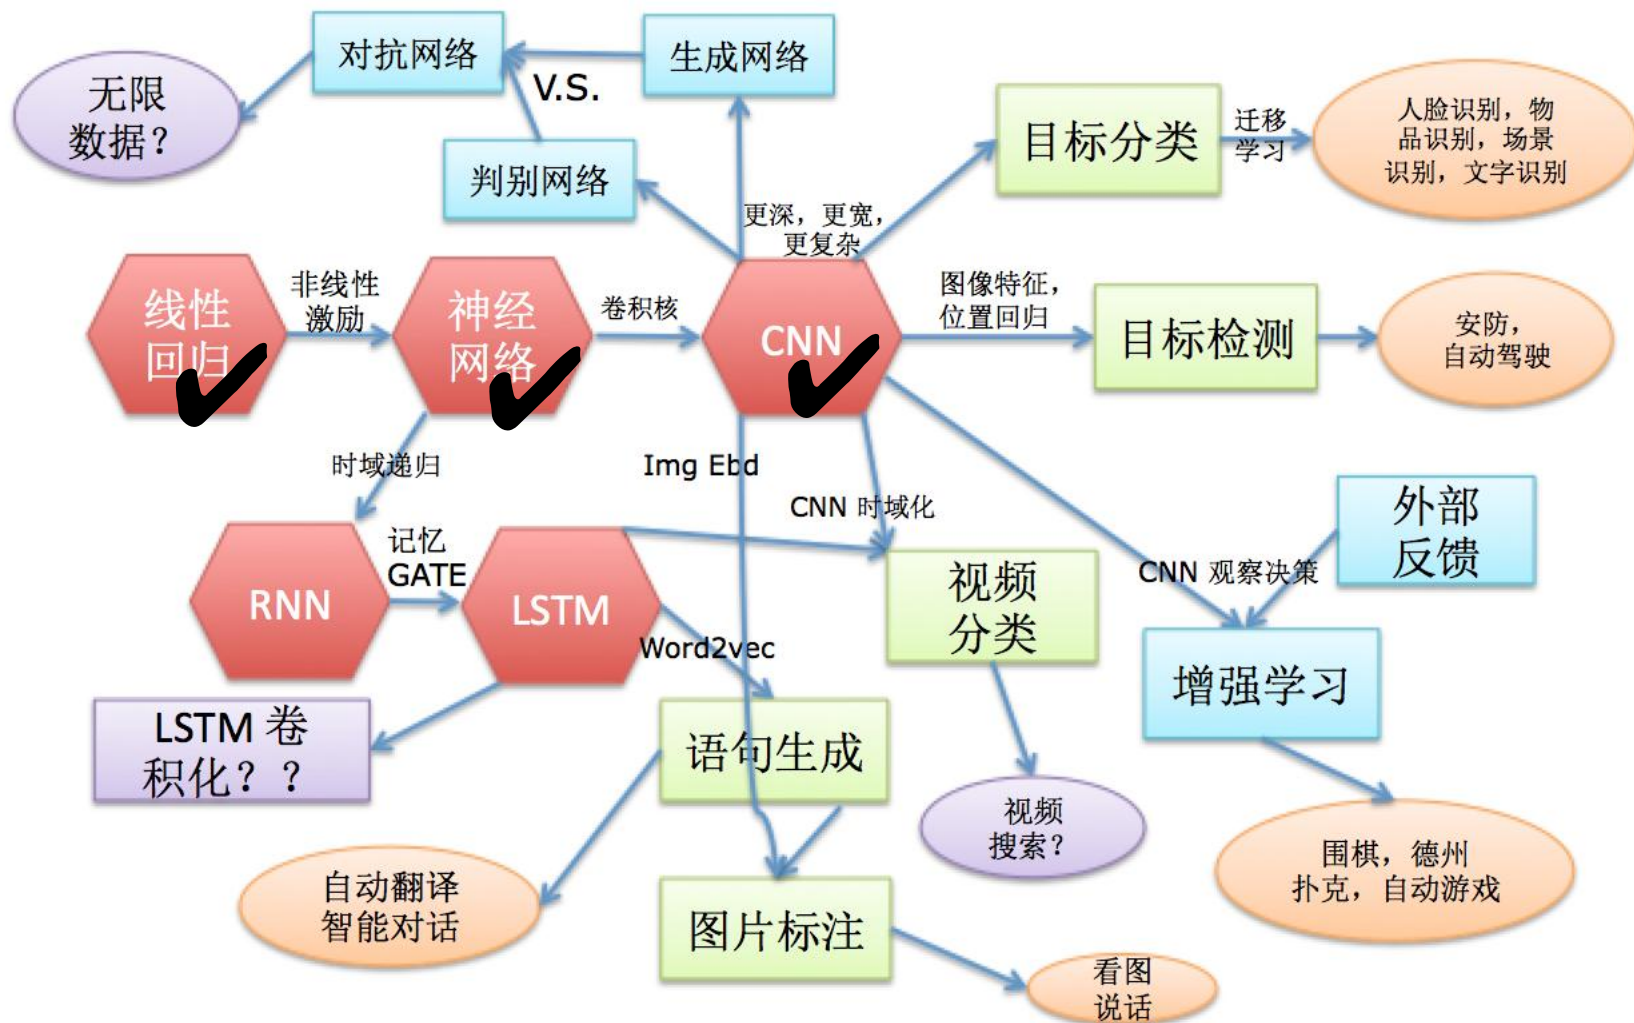 对抗网络
生成网络
V.S.
无限
数据？
判别网络
目标分类
迁移
学习
人脸识别，物
品识别，场景
识别，文字识别
更深，更宽，
更复杂
线性
回归
非线性
激励
神经
网络
卷积核
CNN
图像特征，
位置回归
目标检测
安防，
自动驾驶
时域递归
Img Ebd
CNN 时域化
外部
反馈
RNN
记忆
GATE
LSTM
视频
分类
CNN 观察决策
Word2vec
增强学习
LSTM 卷
积化？？
语句生成
视频
搜索？
围棋，德州
扑克，自动游戏
自动翻译
智能对话
图片标注
看图
说话